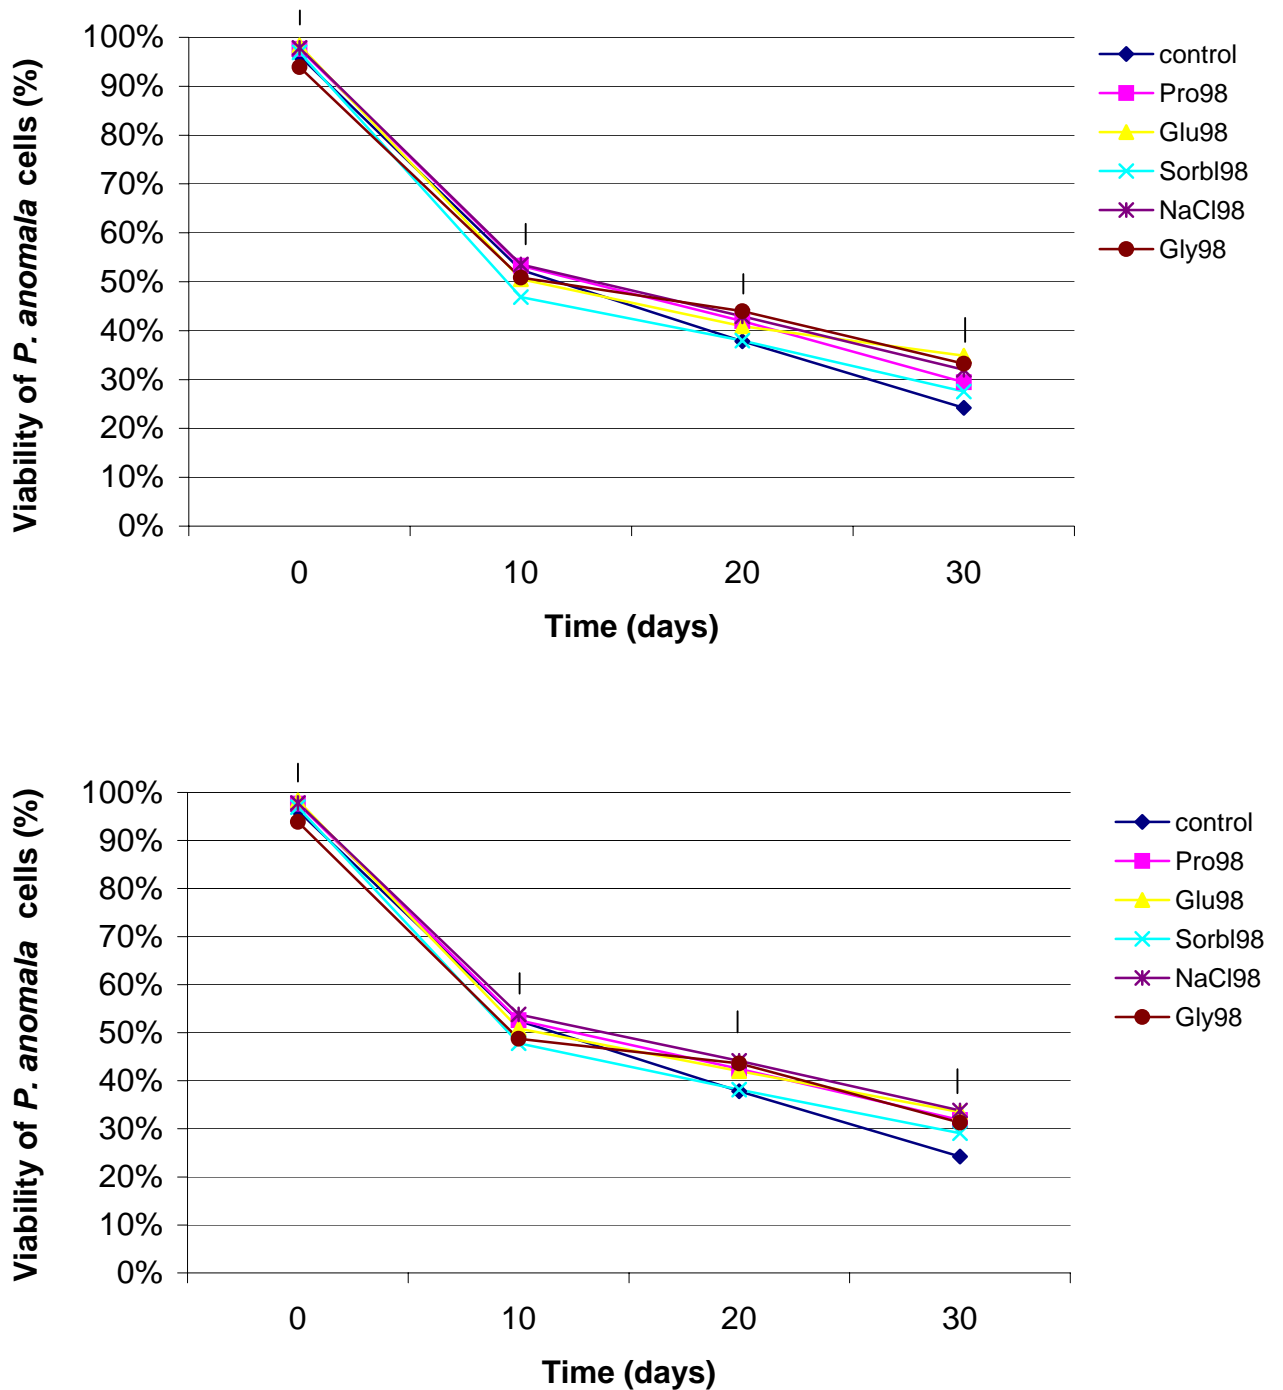 Viability of P. anomala cells (%)
100%
90%
80%
70%
60%
50%
40%
30%
20%
10%
0%
0 10 20 30
Time (days)
control
Pro98
Glu98
Sorbl98
NaCl98
Gly98
Viability of P. anomala cells (%)
100%
90%
80%
70%
60%
50%
40%
30%
20%
10%
0%
0 10 20 30
Time (days)
control
Pro98
Glu98
Sorbl98
NaCl98
Gly98